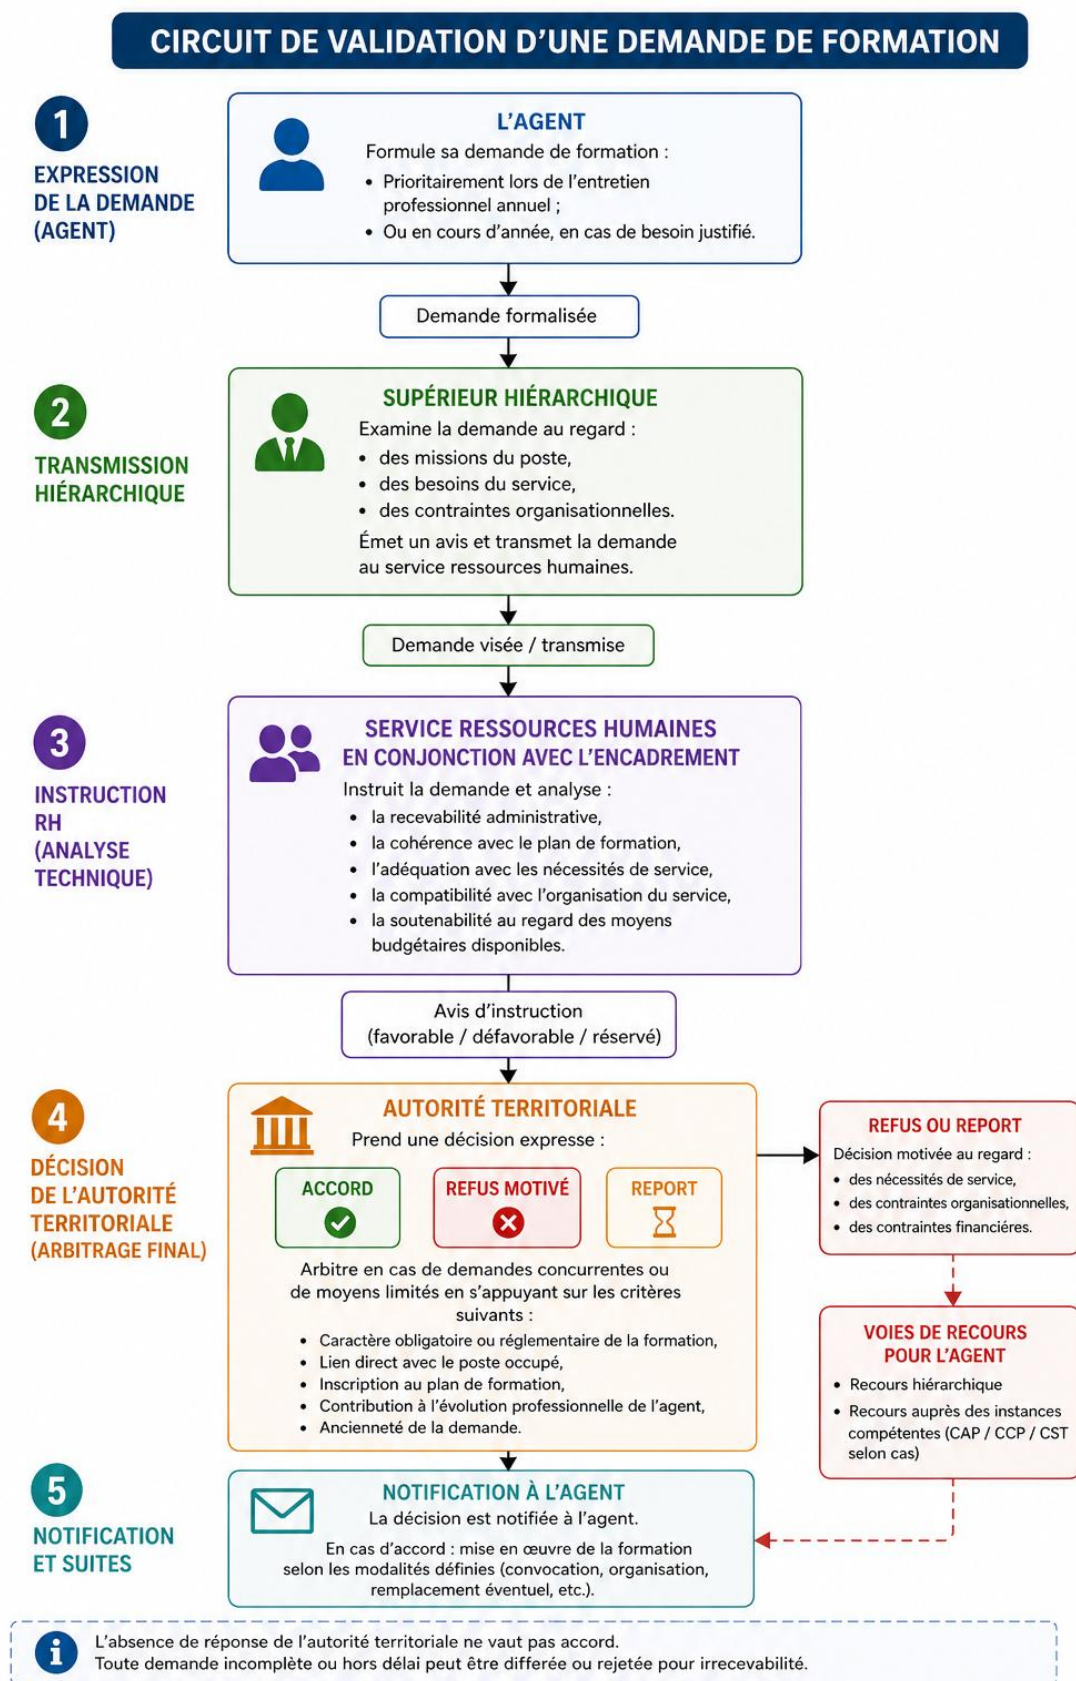 CIRCUIT DE VALIDATION D'UNE DEMANDE DE FORMATION
1
EXPRESSION
DE LA DEMANDE
(AGENT)
L'AGENT
Formule sa demande de formation :
• Prioritairement lors de l'entretien
professionnel annuel ;
• Ou en cours d'année, en cas de besoin justifié.
Demande formalisée
2
TRANSMISSION
HIÉRARCHIQUE
SUPÉRIEUR HIÉRARCHIQUE
Examine la demande au regard :
• des missions du poste,
• des besoins du service,
• des contraintes organisationnelles.
Émet un avis et transmet la demande
au service ressources humaines.
Demande visée / transmise
3
INSTRUCTION
RH
(ANALYSE
TECHNIQUE)
SERVICE RESSOURCES HUMAINES
EN CONJONCTION AVEC L'ENCADREMENT
Instruit la demande et analyse :
• la recevabilité administrative,
• la cohérence avec le plan de formation,
• l'adéquation avec les nécessités de service,
• la compatibilité avec l'organisation du service,
• la soutenabilité au regard des moyens
budgétaires disponibles.
Avis d'instruction
(favorable / défavorable / réservé)
4
DÉCISION
DE L'AUTORITÉ
TERRITORIALE
(ARBITRAGE FINAL)
AUTORITÉ TERRITORIALE
Prend une décision expresse :
ACCORD
REFUS MOTIVÉ
REPORT
Arbitre en cas de demandes concurrentes ou
de moyens limités en s'appuyant sur les critères
suivants :
• Caractère obligatoire ou réglementaire de la formation,
• Lien direct avec le poste occupé,
• Inscription au plan de formation,
• Contribution à l'évolution professionnelle de l'agent,
• Ancienneté de la demande.
REFUS OU REPORT
Décision motivée au regard :
• des nécessités de service,
• des contraintes organisationnelles,
• des contraintes financiéres.
VOIES DE RECOURS
POUR L'AGENT
• Recours hiérarchique
• Recours auprès des instances
compétentes (CAP / CCP / CST
selon cas)
5
NOTIFICATION
ET SUITES
NOTIFICATION À L'AGENT
La décision est notifiée à l'agent.
En cas d'accord : mise en œuvre de la formation
selon les modalités définies (convocation, organisation,
remplacement éventuel, etc.).
i
L'absence de réponse de l'autorité territoriale ne vaut pas accord.
Toute demande incomplète ou hors délai peut être differée ou rejetée pour irrecevabilité.